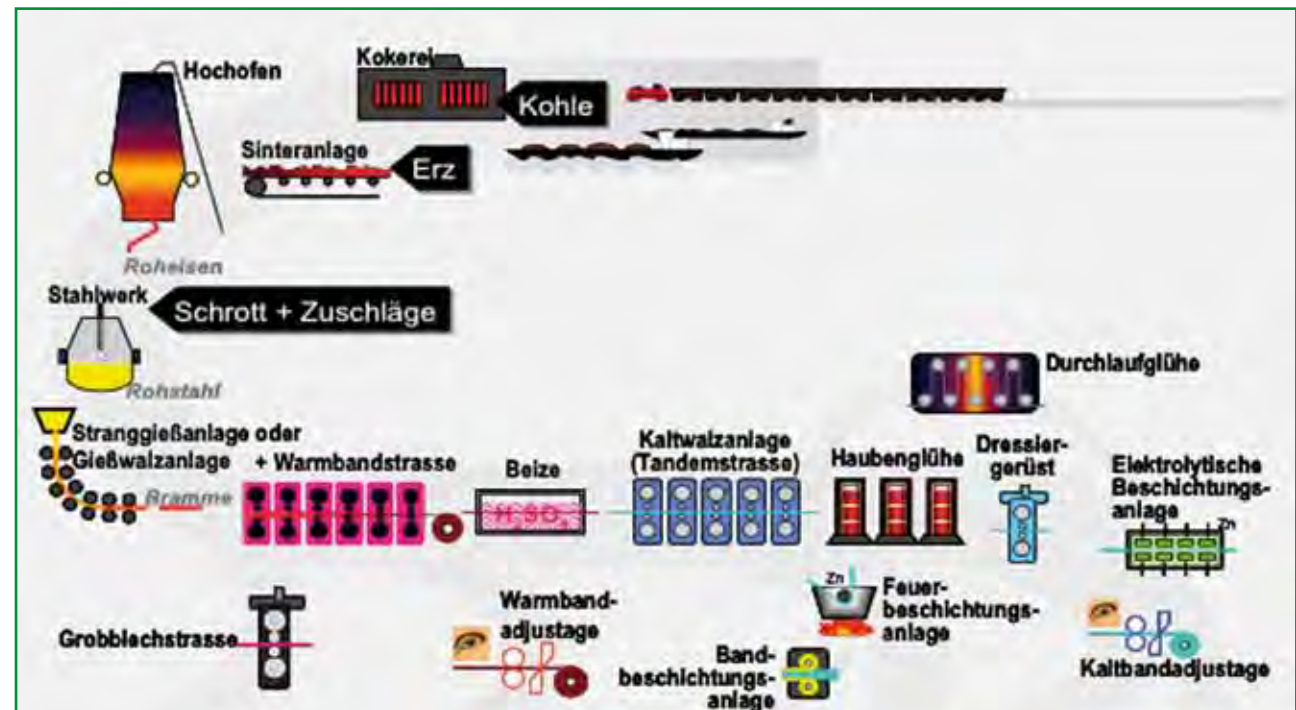 Hochofen
Kokerei
Kohle
Sinteranlage
Erz
Roheisen
Stahlwerk
Schrott + Zuschläge
Rohstahl
Durchlaufglühe
Stranggießanlage oder
Gießwalzanlage
+ Warmbandstrasse
Bramme
Beize
H₂SO₄
Kaltwalzanlage
(Tandemstrasse)
Haubenglühe
Dressier-
gerüst
Elektrolytische
Beschichtungs-
anlage
Zn
Grobblechstrasse
Warmband-
adjustage
Zn
Feuer-
beschichtungs-
anlage
Band-
beschichtungs-
anlage
Kaltbandadjustage